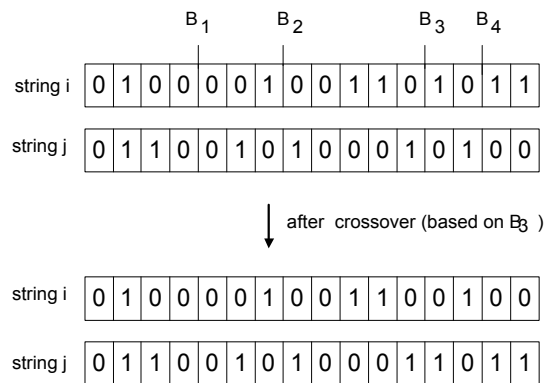 B1 B2 B3 B4
string i 0 1 0 0 0 0 1 0 0 1 1 0 1 0 1 1
string j 0 1 1 0 0 1 0 1 0 0 0 1 0 1 0 0
after crossover (based on B3 )
string i 0 1 0 0 0 0 1 0 0 1 1 0 0 1 0 0
string j 0 1 1 0 0 1 0 1 0 0 0 1 1 0 1 1